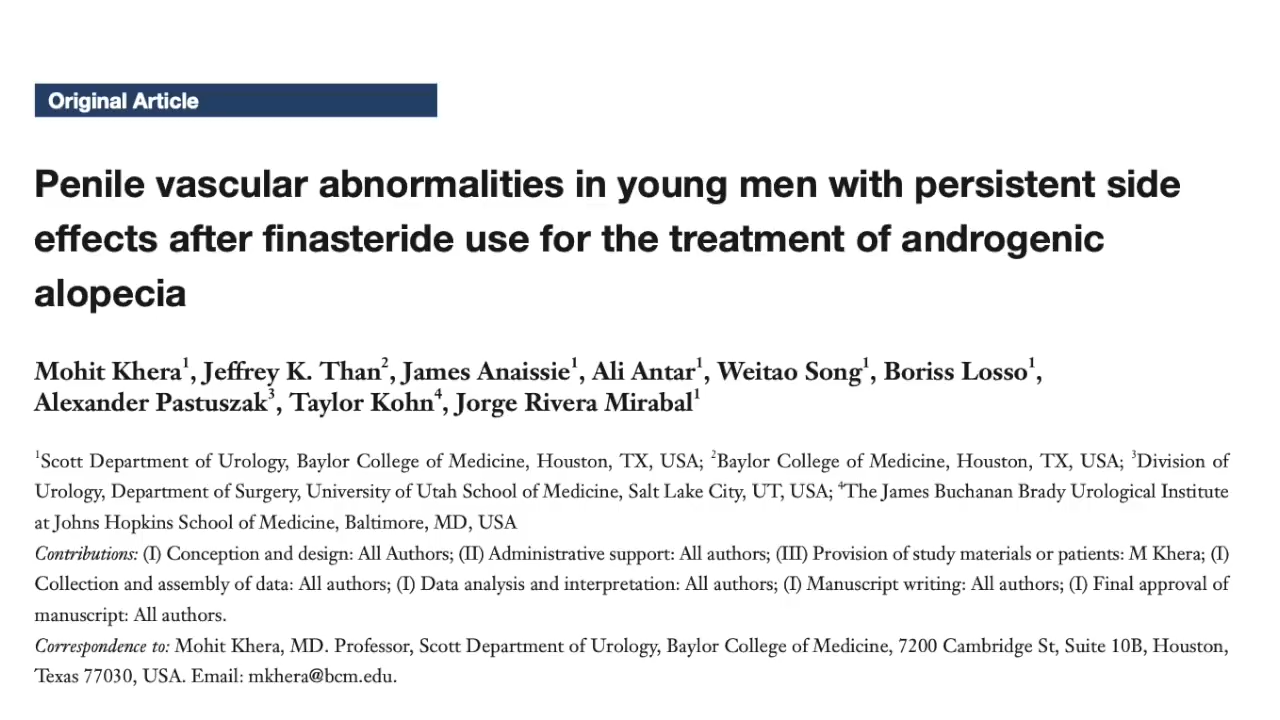 Original Article
Penile vascular abnormalities in young men with persistent side
effects after finasteride use for the treatment of androgenic
alopecia
Mohit Khera1, Jeffrey K. Than2, James Anaissie1, Ali Antar1, Weitao Song1, Boriss Losso1,
Alexander Pastuszak3, Taylor Kohn4, Jorge Rivera Mirabal1
1Scott Department of Urology, Baylor College of Medicine, Houston, TX, USA; 2Baylor College of Medicine, Houston, TX, USA; 3Division of
Urology, Department of Surgery, University of Utah School of Medicine, Salt Lake City, UT, USA; 4The James Buchanan Brady Urological Institute
at Johns Hopkins School of Medicine, Baltimore, MD, USA
Contributions: (I) Conception and design: All Authors; (II) Administrative support: All authors; (III) Provision of study materials or patients: M Khera; (I)
Collection and assembly of data: All authors; (I) Data analysis and interpretation: All authors; (I) Manuscript writing: All authors; (I) Final approval of
manuscript: All authors.
Correspondence to: Mohit Khera, MD. Professor, Scott Department of Urology, Baylor College of Medicine, 7200 Cambridge St, Suite 10B, Houston,
Texas 77030, USA. Email: mkhera@bcm.edu.